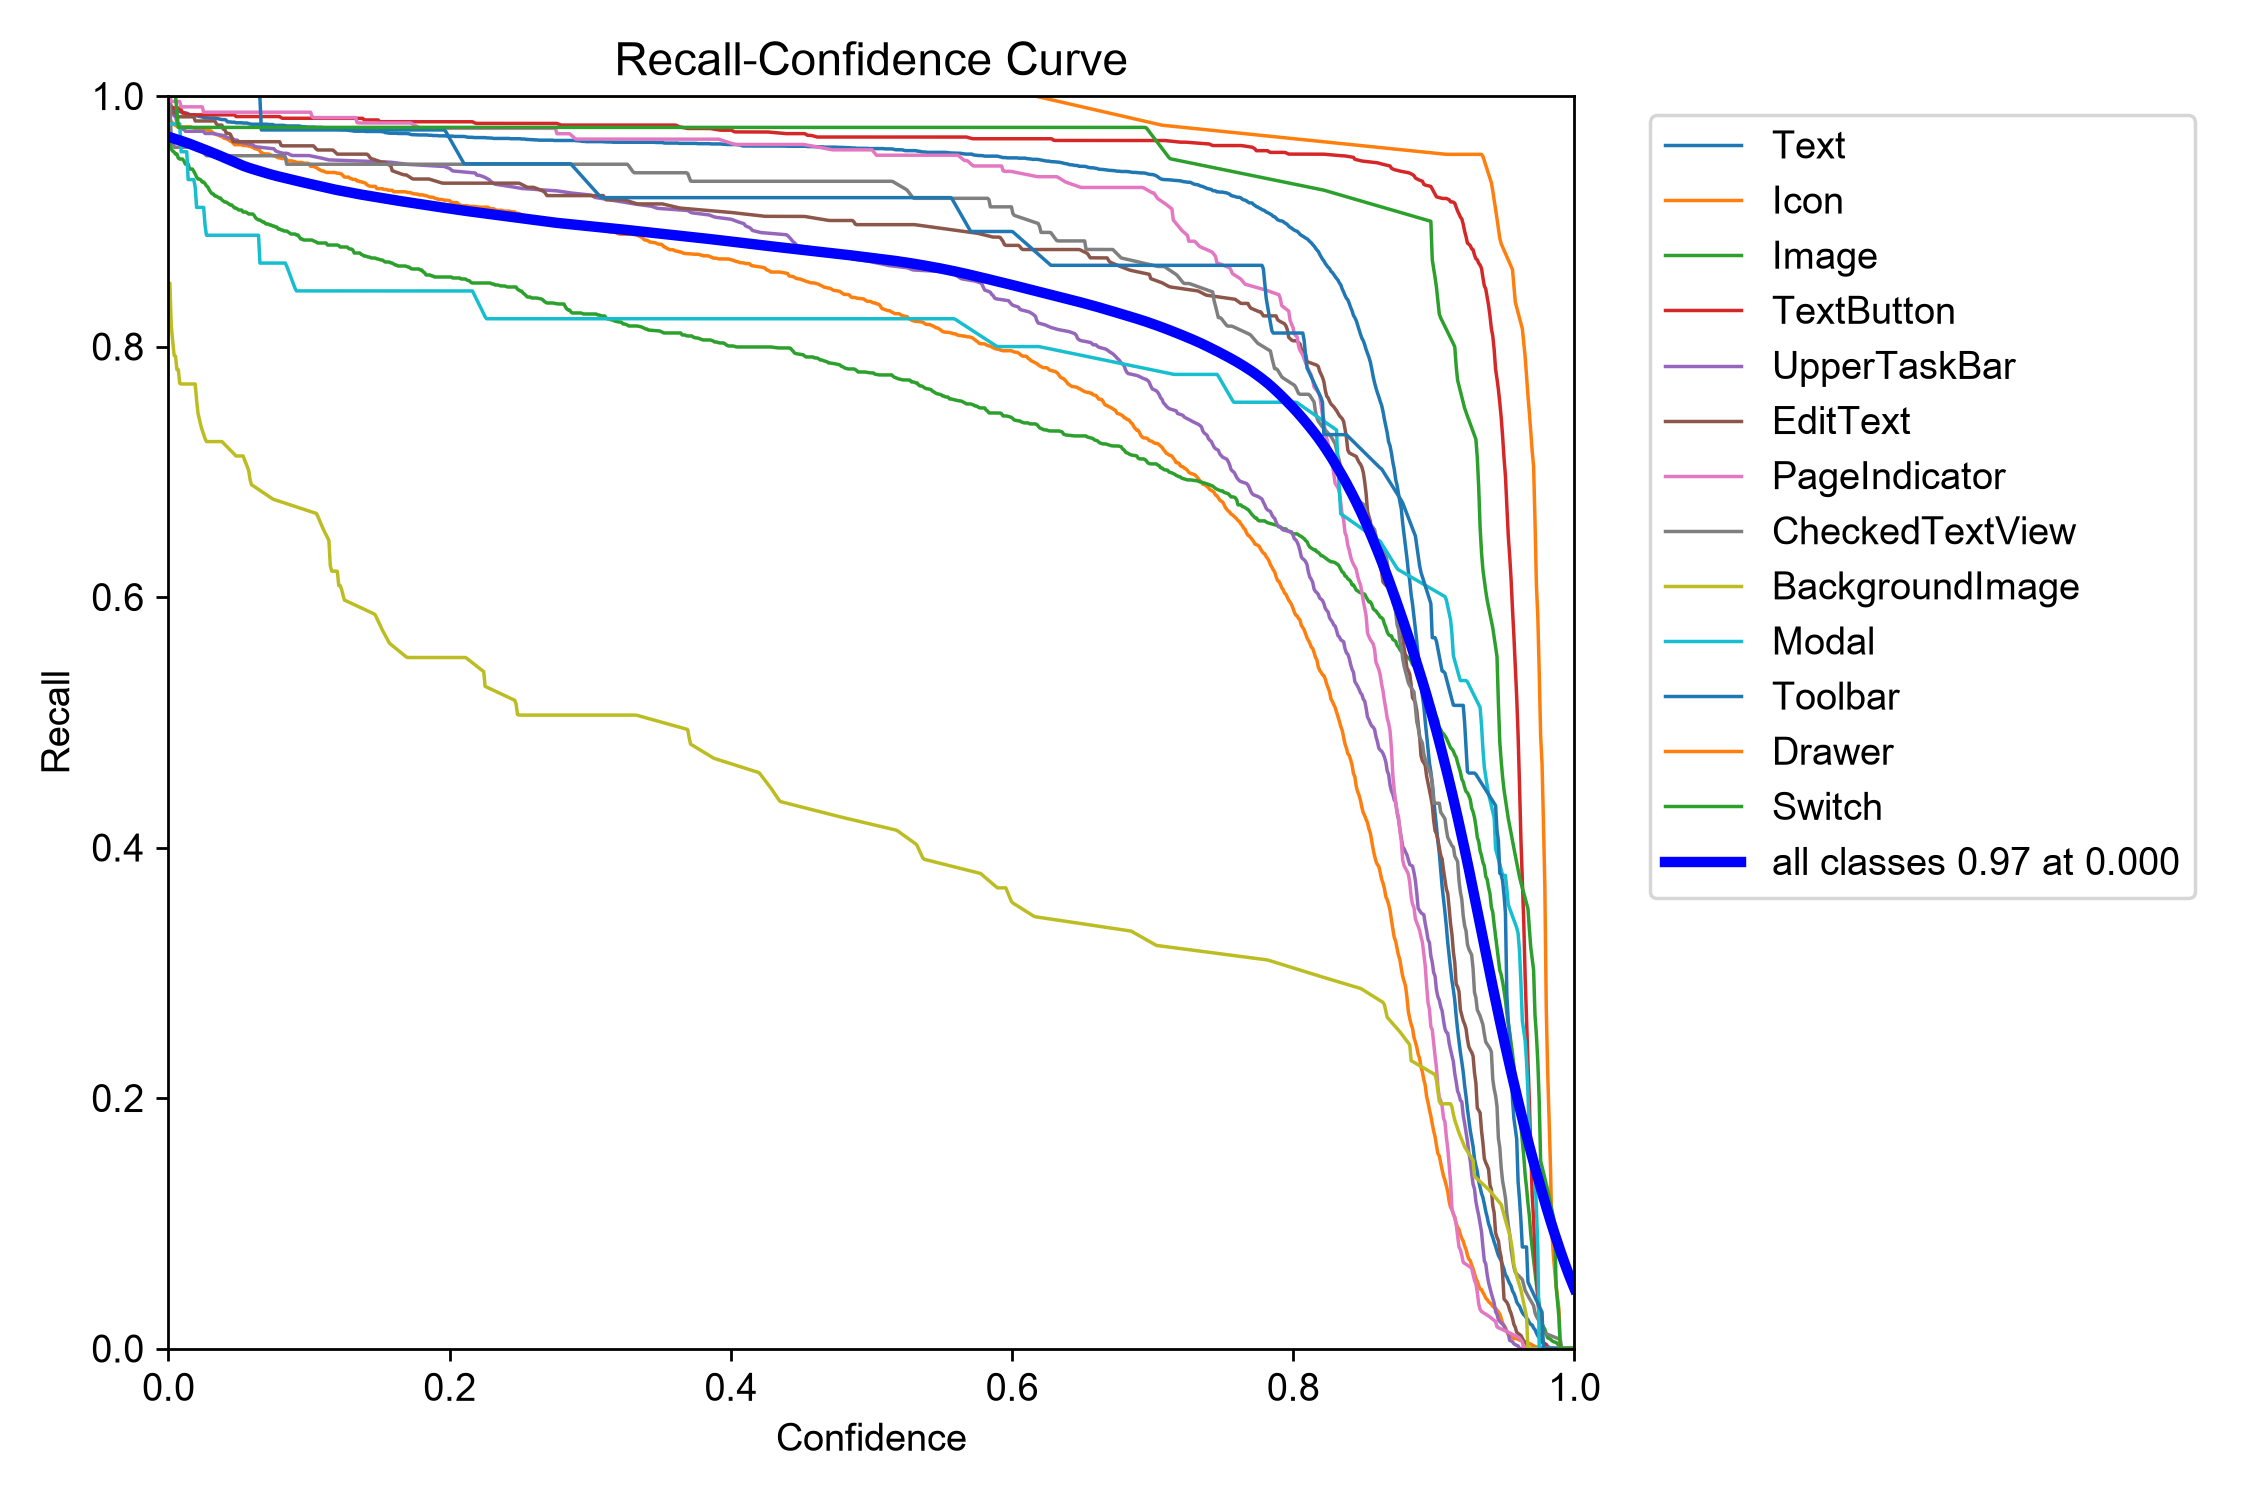 Recall-Confidence Curve
1.0
0.8
0.6
0.4
0.2
0.0
Recall
0.0 0.2 0.4 0.6 0.8 1.0
Confidence
Text
Icon
Image
TextButton
UpperTaskBar
EditText
PageIndicator
CheckedTextView
BackgroundImage
Modal
Toolbar
Drawer
Switch
all classes 0.97 at 0.000